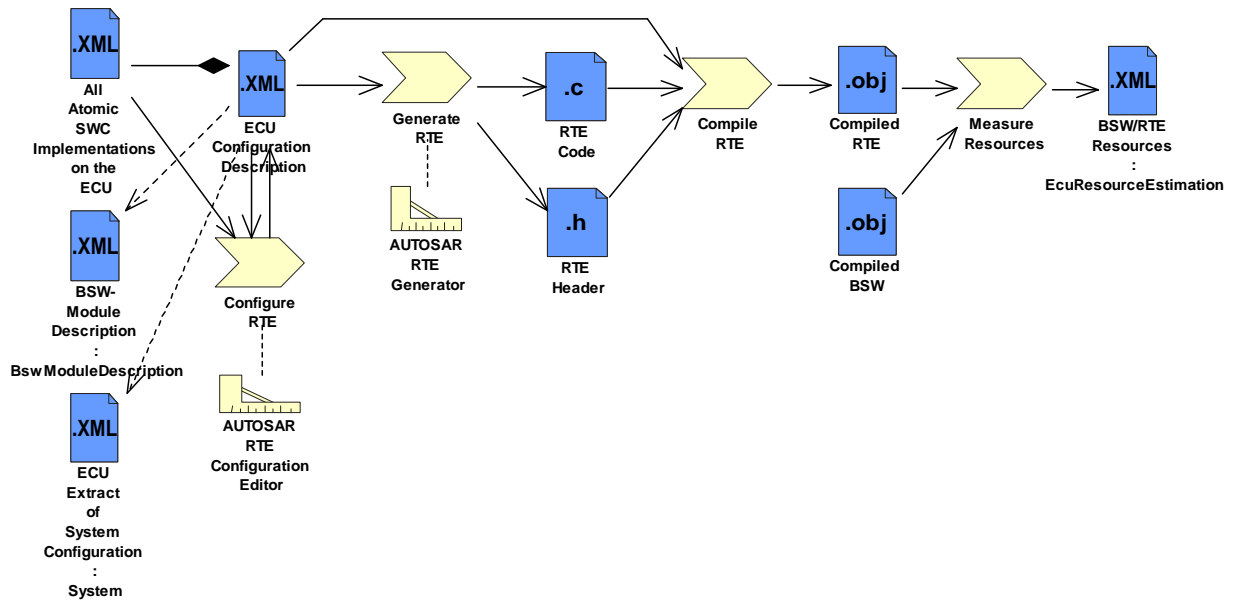 .XML
All
Atomic
SWC
Implementations
on the
ECU
.XML
ECU
Configuration
Description
Generate
RTE
AUTOSAR
RTE
Generator
.c
RTE
Code
.h
RTE
Header
Compile
RTE
.obj
Compiled
RTE
.obj
Compiled
BSW
Measure
Resources
.XML
BSW/RTE
Resources
:
EcuResourceEstimation
.XML
BSW-
Module
Description
:
BswModuleDescription
Configure
RTE
AUTOSAR
RTE
Configuration
Editor
.XML
ECU
Extract
of
System
Configuration
:
System